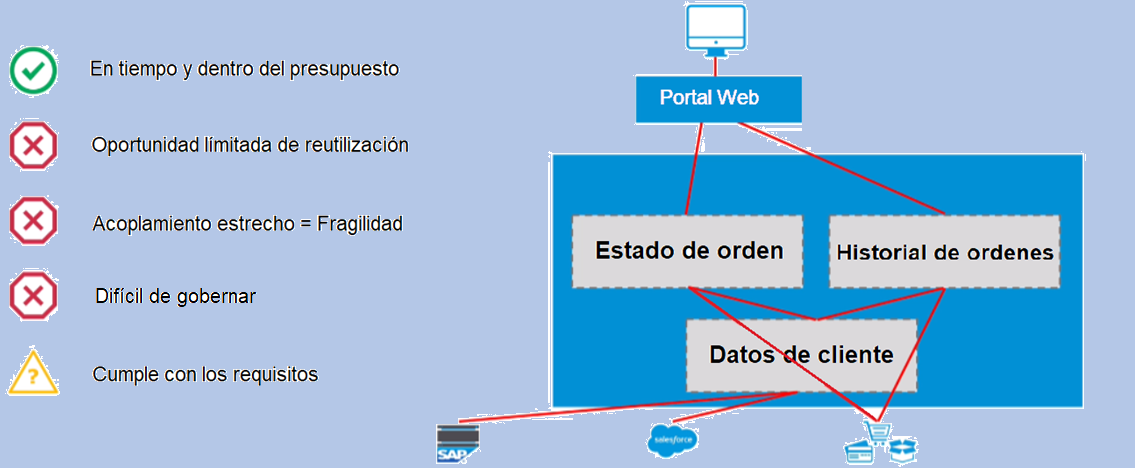 En tiempo y dentro del presupuesto
Oportunidad límitada de reutilización
Acoplamiento estrecho = Fragilidad
Difícil de gobernar
?
Cumple con los requisitos
Portal Web
Estado de orden
Historial de ordenes
Datos de cliente
SAP
salesforce